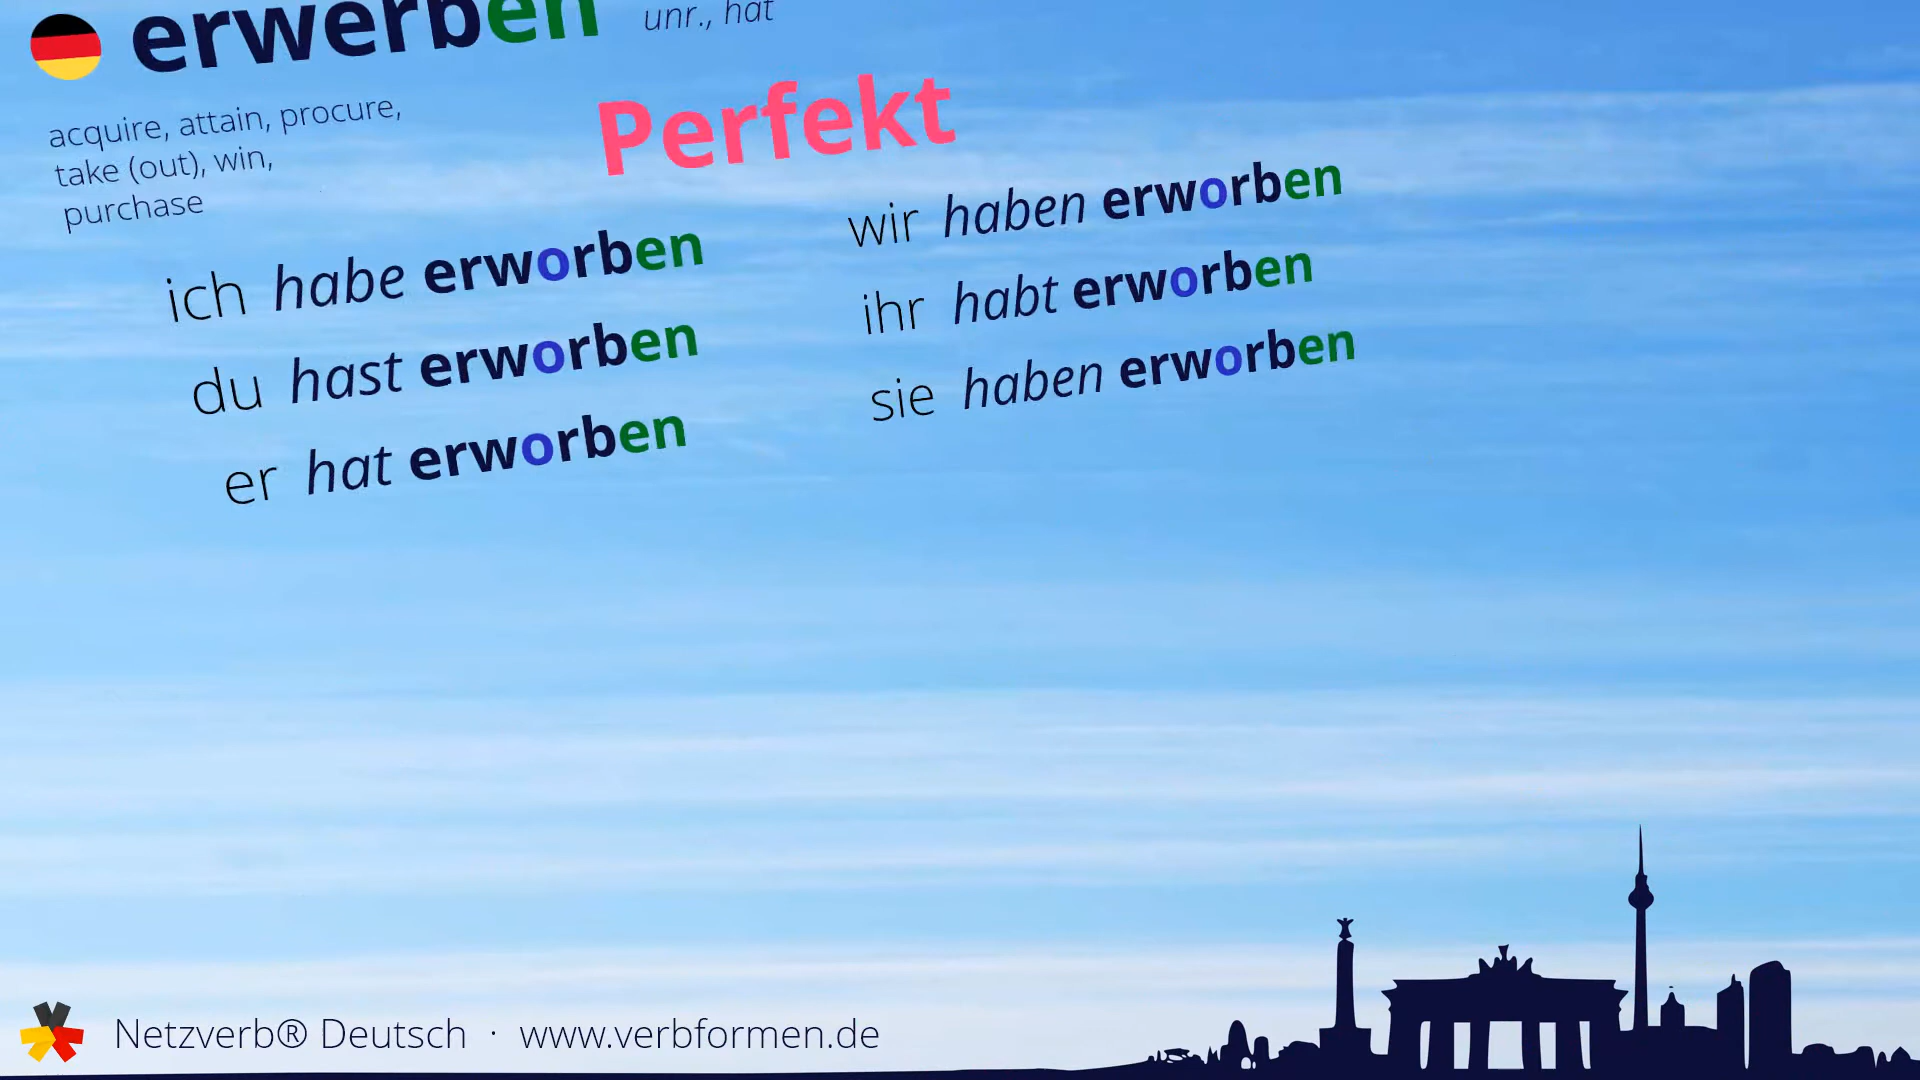 erwerben unr., hat
acquire, attain, procure,
take (out), win,
purchase
Perfekt
ich habe erworben
du hast erworben
er hat erworben
wir haben erworben
ihr habt erworben
sie haben erworben
Netzverb® Deutsch · www.verbformen.de